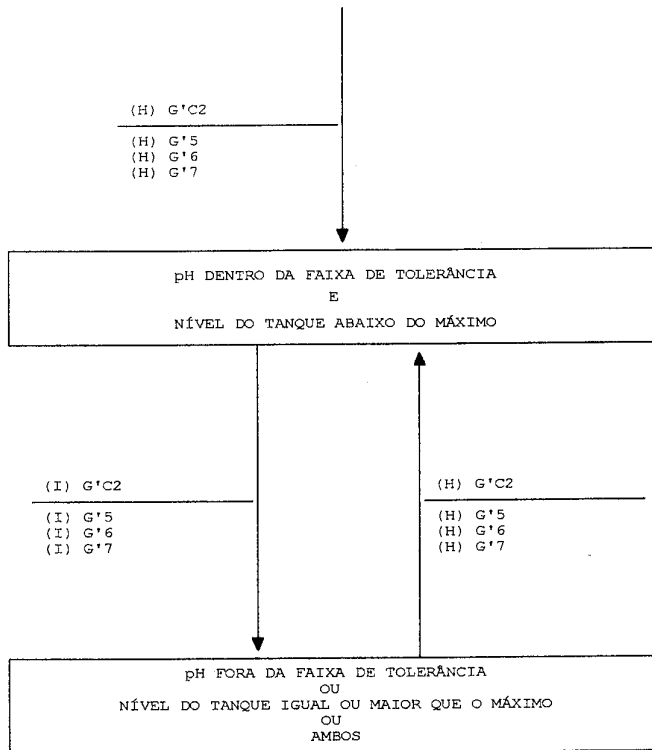 (H) G'C2
(H) G'5
(H) G'6
(H) G'7
pH DENTRO DA FAIXA DE TOLERÂNCIA
E
NÍVEL DO TANQUE ABAIXO DO MÁXIMO
(I) G'C2
(I) G'5
(I) G'6
(I) G'7
(H) G'C2
(H) G'5
(H) G'6
(H) G'7
pH FORA DA FAIXA DE TOLERÂNCIA
OU
NÍVEL DO TANQUE IGUAL OU MAIOR QUE O MÁXIMO
OU
AMBOS